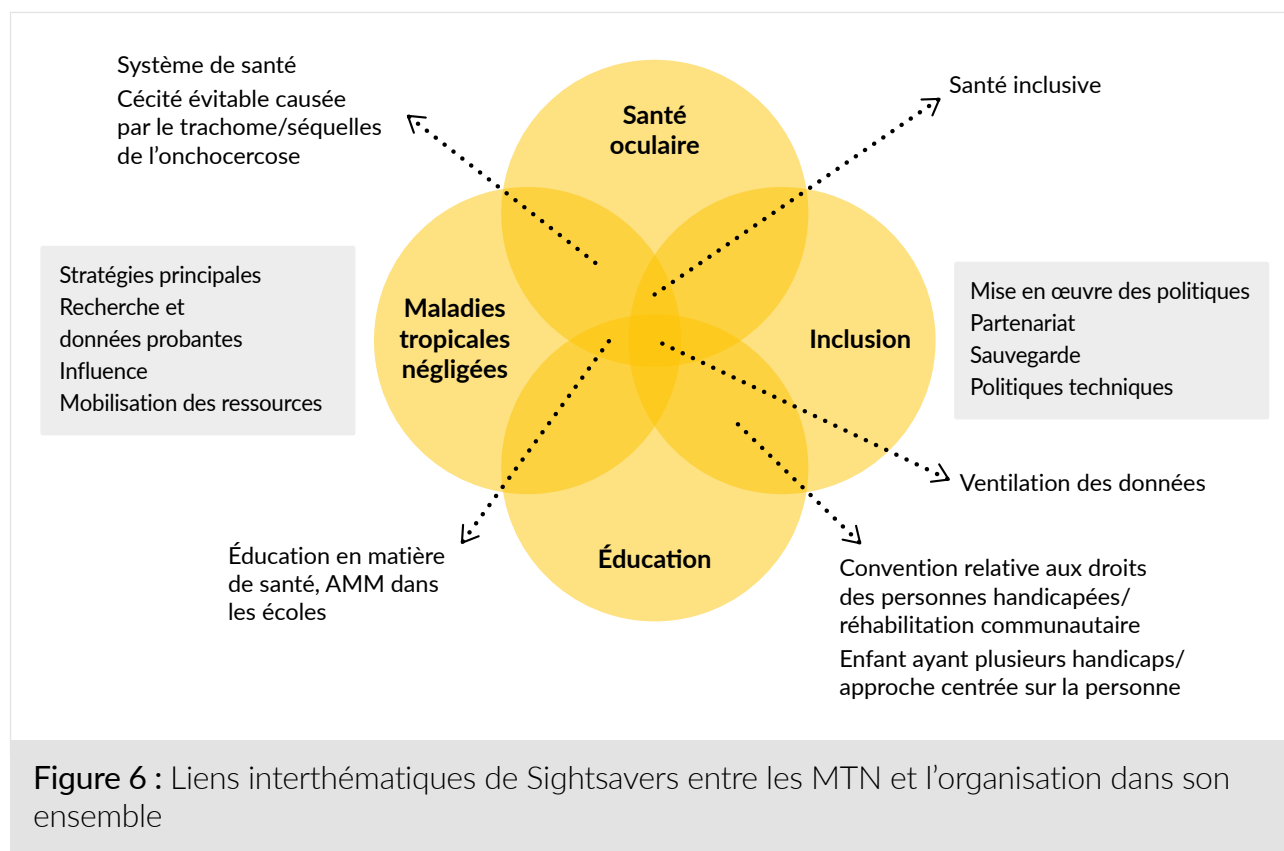 Système de santé
Cécité évitable causée
par le trachome/séquelles
de l’onchocercose
Santé
oculaire
Santé inclusive
Stratégies principales
Recherche et
données probantes
Influence
Mobilisation des ressources
Maladies
tropicales
négligées
Inclusion
Mise en œuvre des politiques
Partenariat
Sauvegarde
Politiques techniques
Ventilation des données
Éducation en matière
de santé, AMM dans
les écoles
Éducation
Convention relative aux droits
des personnes handicapées/
réhabilitation communautaire
Enfant ayant plusieurs handicaps/
approche centrée sur la personne
Figure 6 : Liens interthématiques de Sightsavers entre les MTN et l’organisation dans son
ensemble